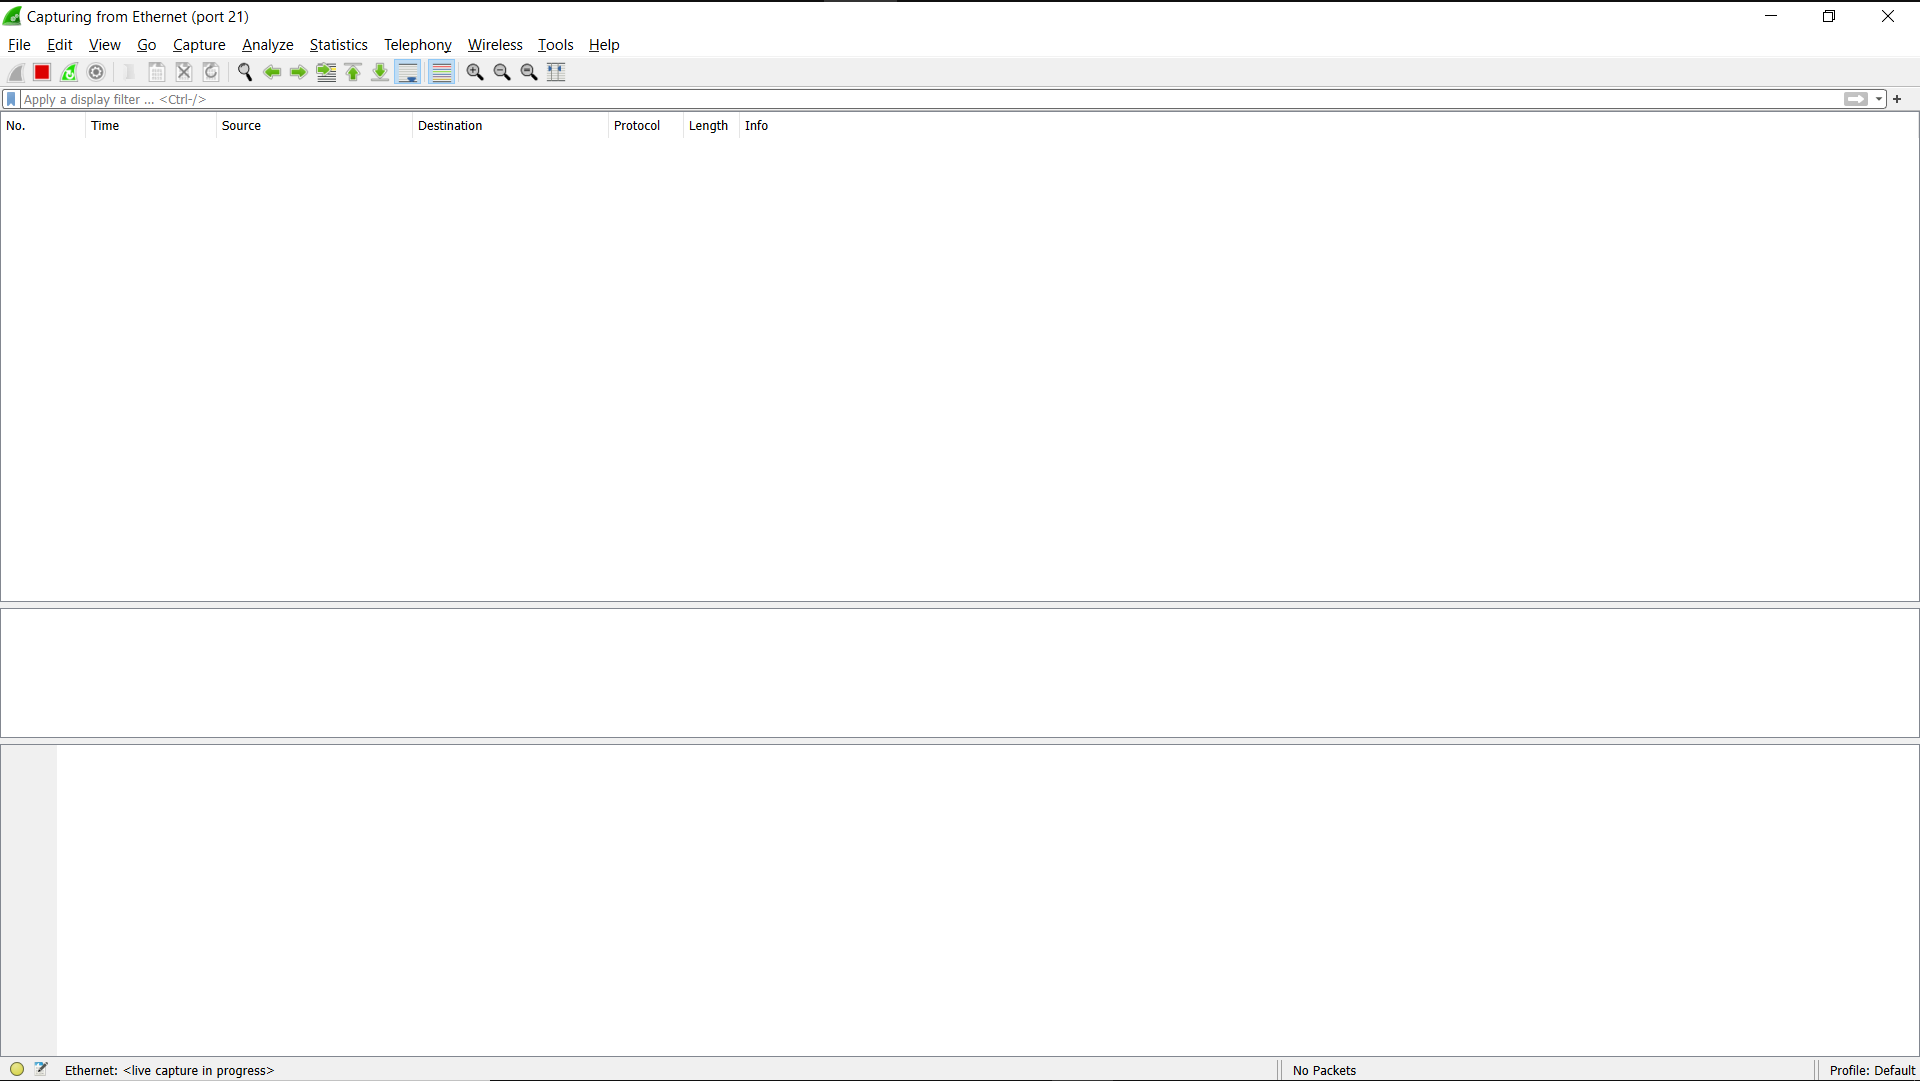 Capturing from Ethernet (port 21)
File Edit View Go Capture Analyze Statistics Telephony Wireless Tools Help
Apply a display filter ... <Ctrl-/>
No. Time Source Destination Protocol Length Info
Ethernet: <live capture in progress> No Packets Profile: Default